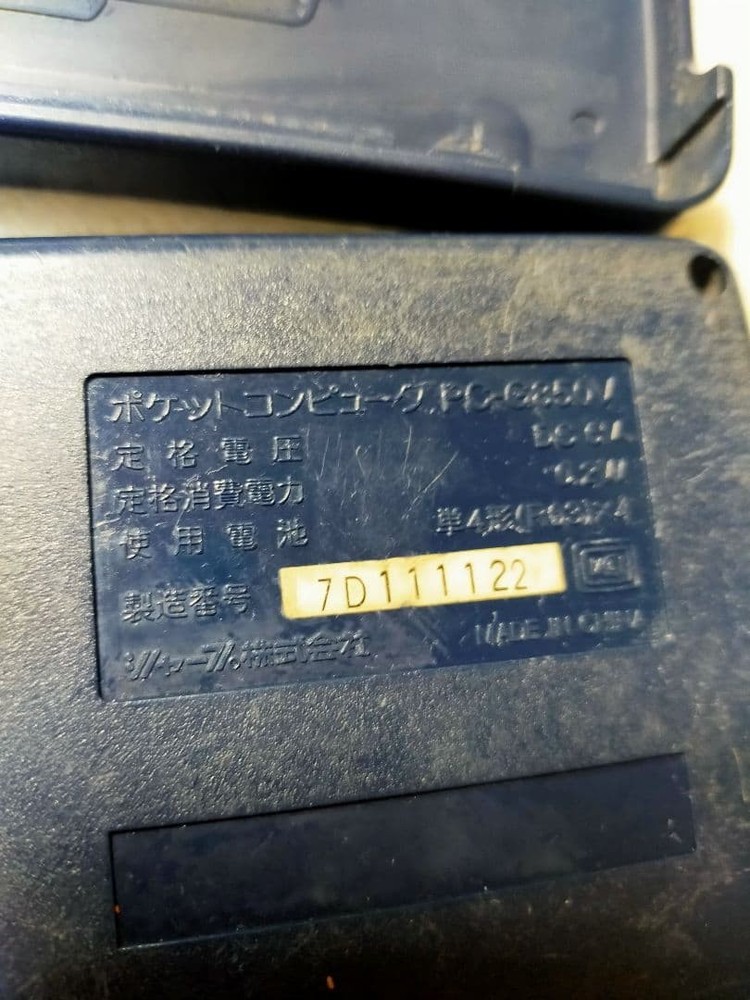 ポケットコンピュータ PC-G850V
定格電圧 DC 6V
定格消費電力 0.2W
使用電池 単4形(R03)×4
製造番号 7D111122
シャープ株式会社 MADE IN CHINA